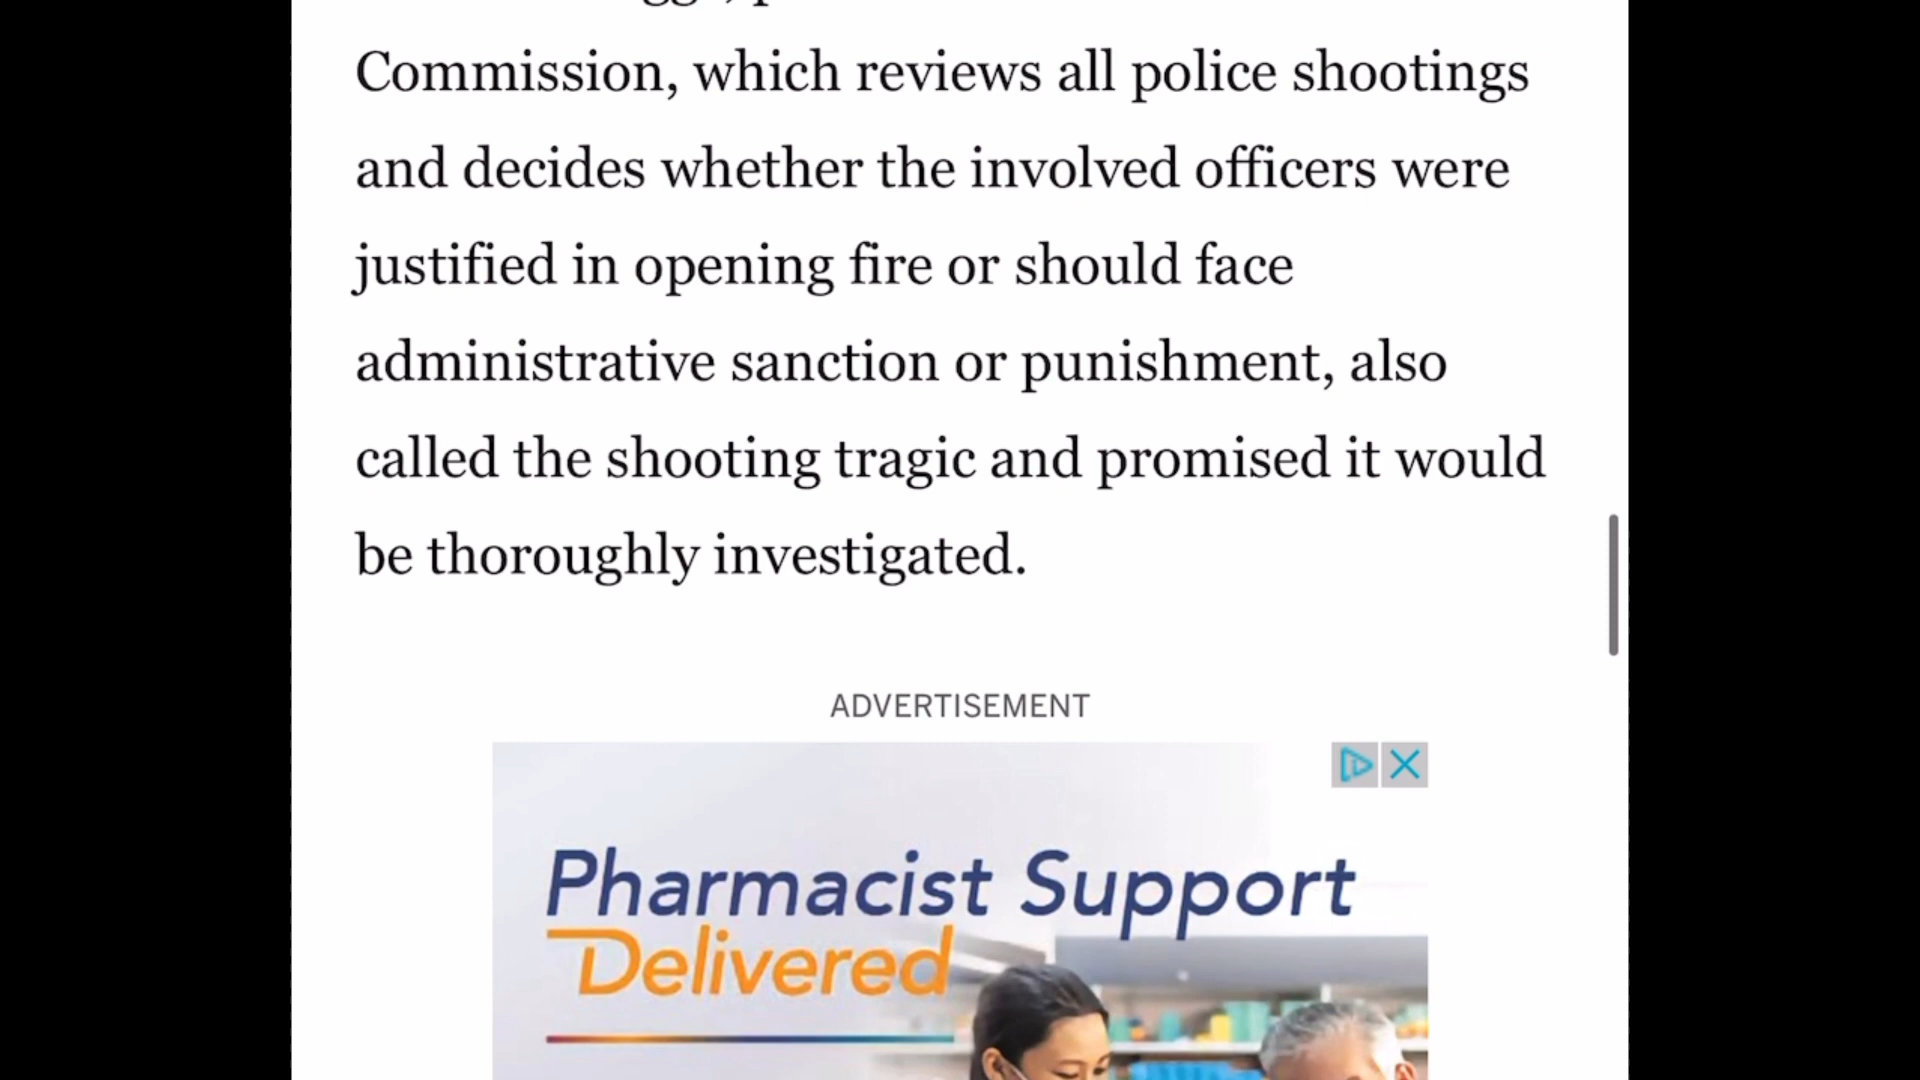 Commission, which reviews all police shootings
and decides whether the involved officers were
justified in opening fire or should face
administrative sanction or punishment, also
called the shooting tragic and promised it would
be thoroughly investigated.
ADVERTISEMENT
Pharmacist Support
Delivered